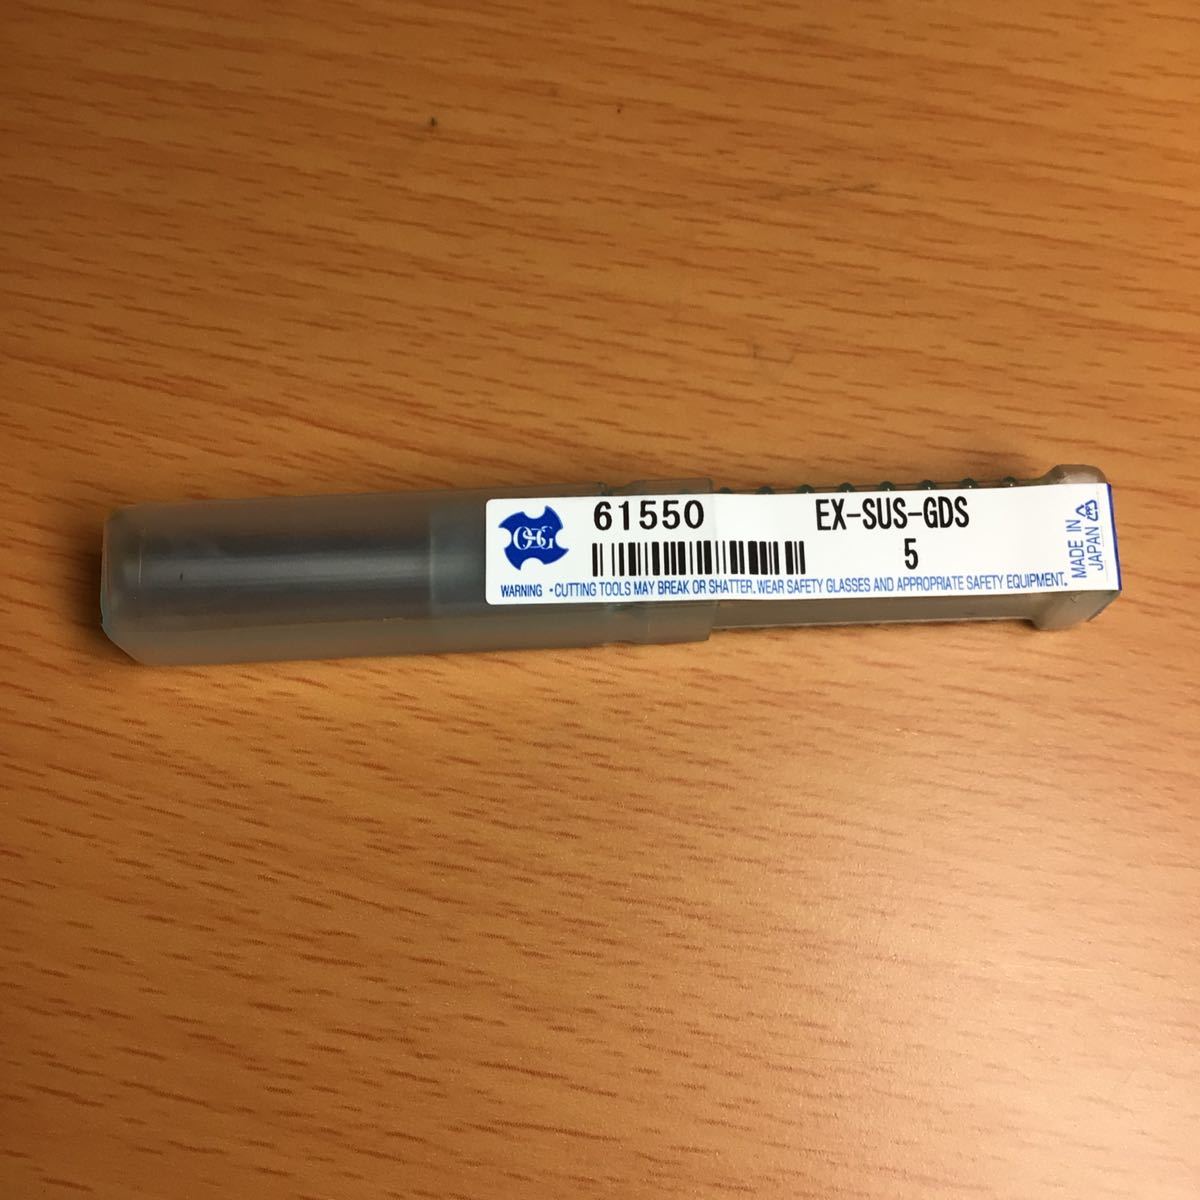 OSG
61550
EX-SUS-GDS
5
WARNING ・CUTTING TOOLS MAY BREAK OR SHATTER. WEAR SAFETY GLASSES AND APPROPRIATE SAFETY EQUIPMENT.
MADE IN
JAPAN